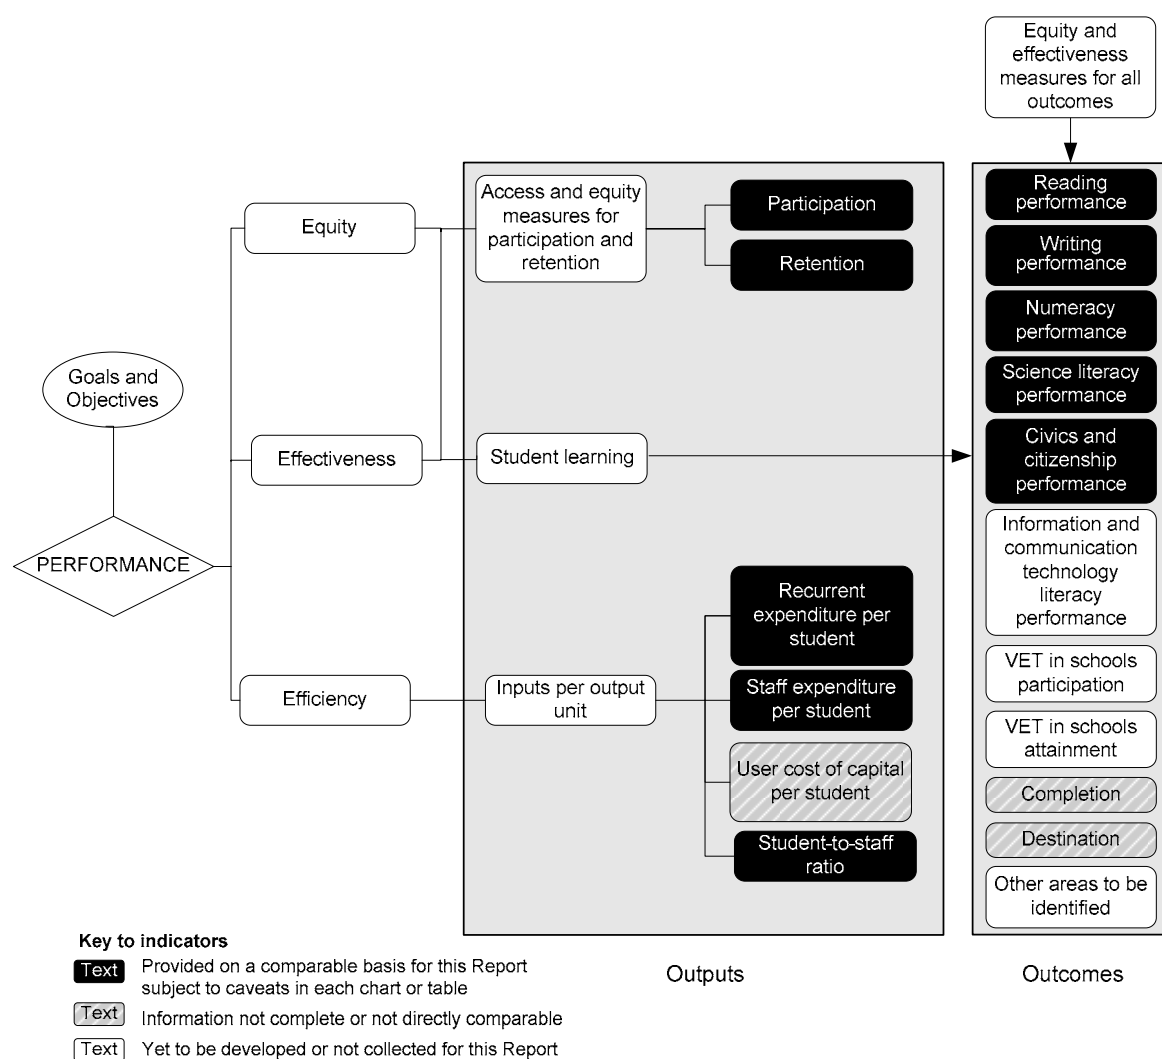 Equity and
effectiveness
measures for all
outcomes
Equity
Access and equity
measures for
participation and
retention
Participation
Retention
Reading
performance
Writing
performance
Numeracy
performance
Science literacy
performance
Goals and
Objectives
Effectiveness
Student learning
Civics and
citizenship
performance
PERFORMANCE
Information and
communication
technology
literacy
performance
Recurrent
expenditure per
student
Efficiency
Inputs per output
unit
Staff expenditure
per student
User cost of capital
per student
Student-to-staff
ratio
VET in schools
participation
VET in schools
attainment
Completion
Destination
Other areas to be
identified
Key to indicators
Text Provided on a comparable basis for this Report
subject to caveats in each chart or table
Text Information not complete or not directly comparable
Text Yet to be developed or not collected for this Report
Outputs
Outcomes